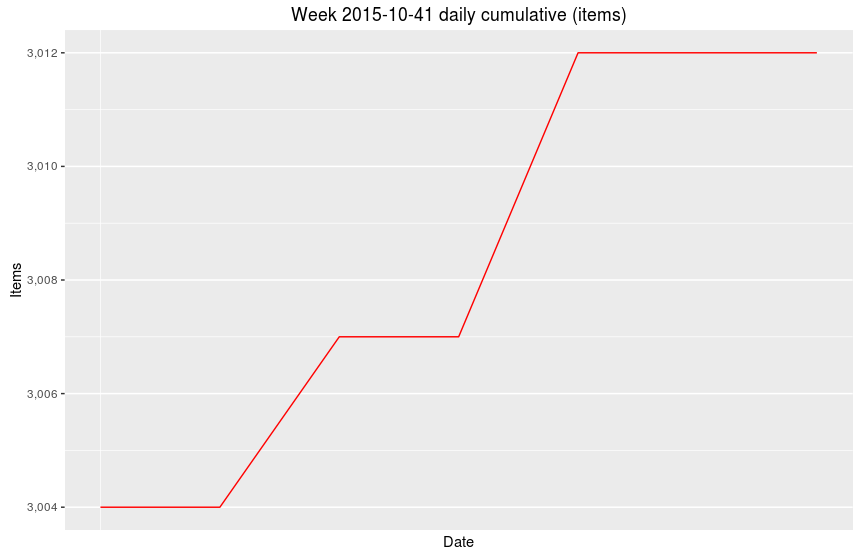 Week 2015-10-41 daily cumulative (items)
3,012
3,010
3,008
3,006
3,004
Items
Date